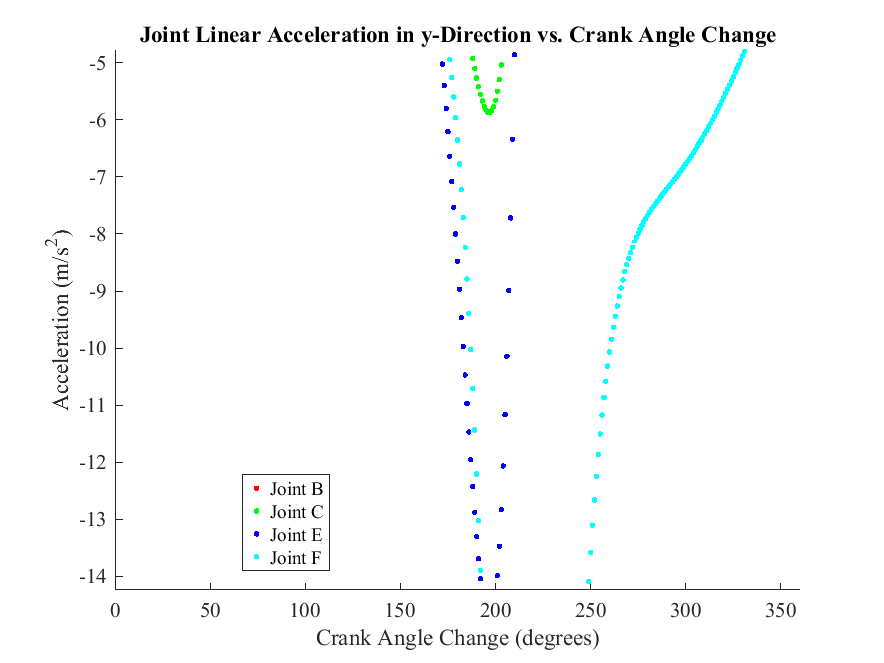 Joint Linear Acceleration in y-Direction vs. Crank Angle Change
Acceleration (m/s²)
-5
-6
-7
-8
-9
-10
-11
-12
-13
-14
Joint B
Joint C
Joint E
Joint F
0 50 100 150 200 250 300 350
Crank Angle Change (degrees)